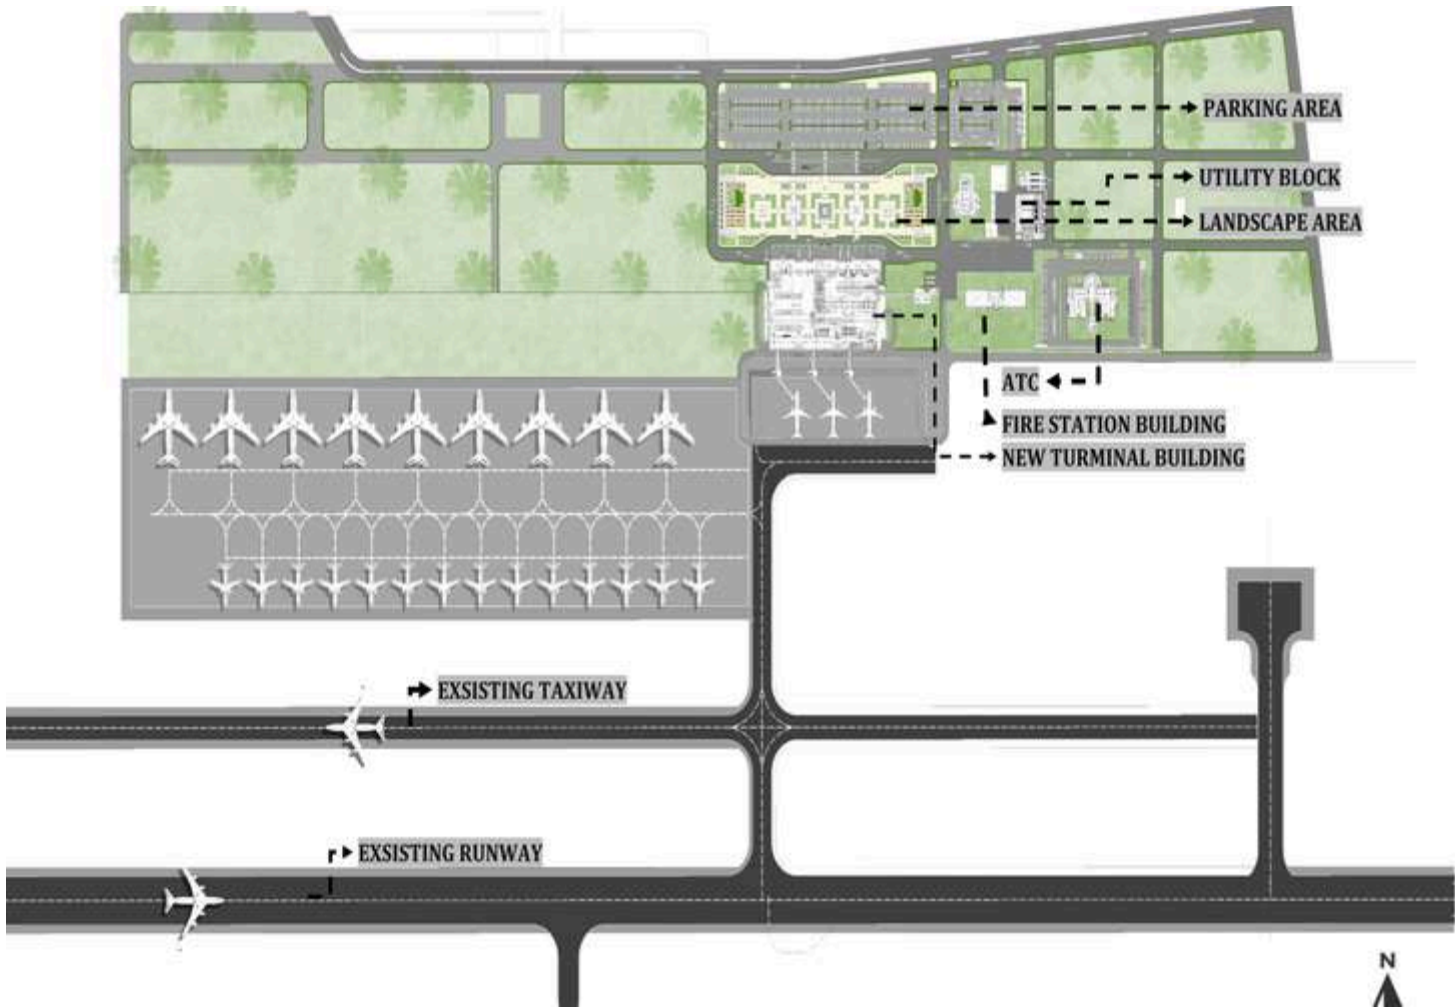 PARKING AREA
UTILITY BLOCK
LANDSCAPE AREA
ATC
FIRE STATION BUILDING
NEW TURMINAL BUILDING
EXSISTING TAXIWAY
EXSISTING RUNWAY
N